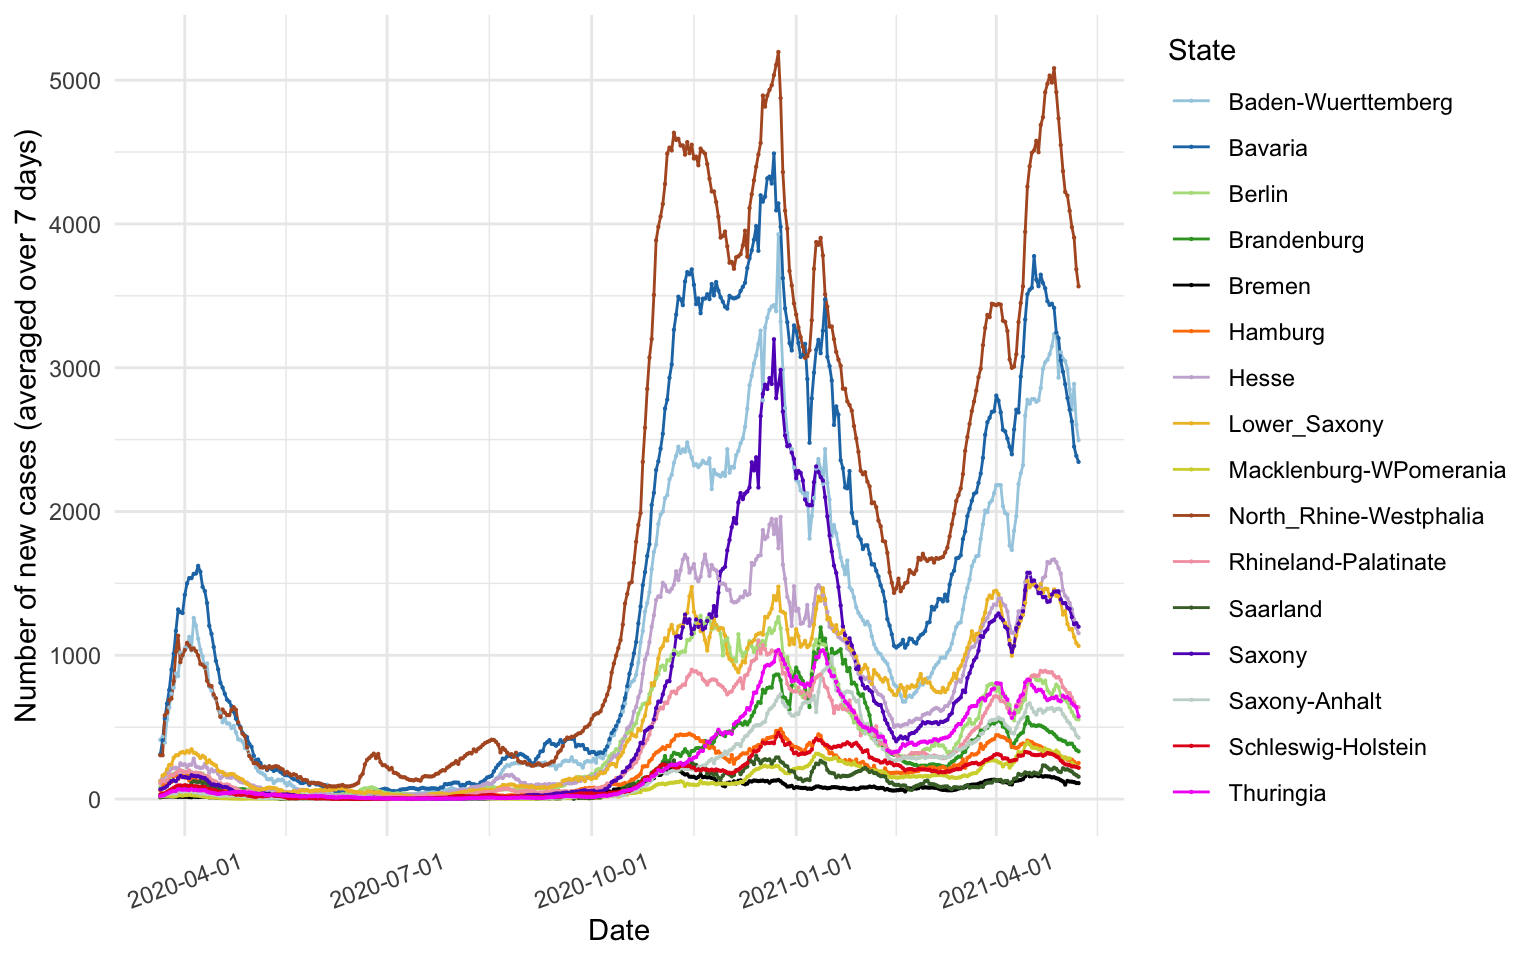 Number of new cases (averaged over 7 days)
5000
4000
3000
2000
1000
0
2020-04-01
2020-07-01
2020-10-01
2021-01-01
2021-04-01
Date
State
Baden-Wuerttemberg
Bavaria
Berlin
Brandenburg
Bremen
Hamburg
Hesse
Lower_Saxony
Macklenburg-WPomerania
North_Rhine-Westphalia
Rhineland-Palatinate
Saarland
Saxony
Saxony-Anhalt
Schleswig-Holstein
Thuringia